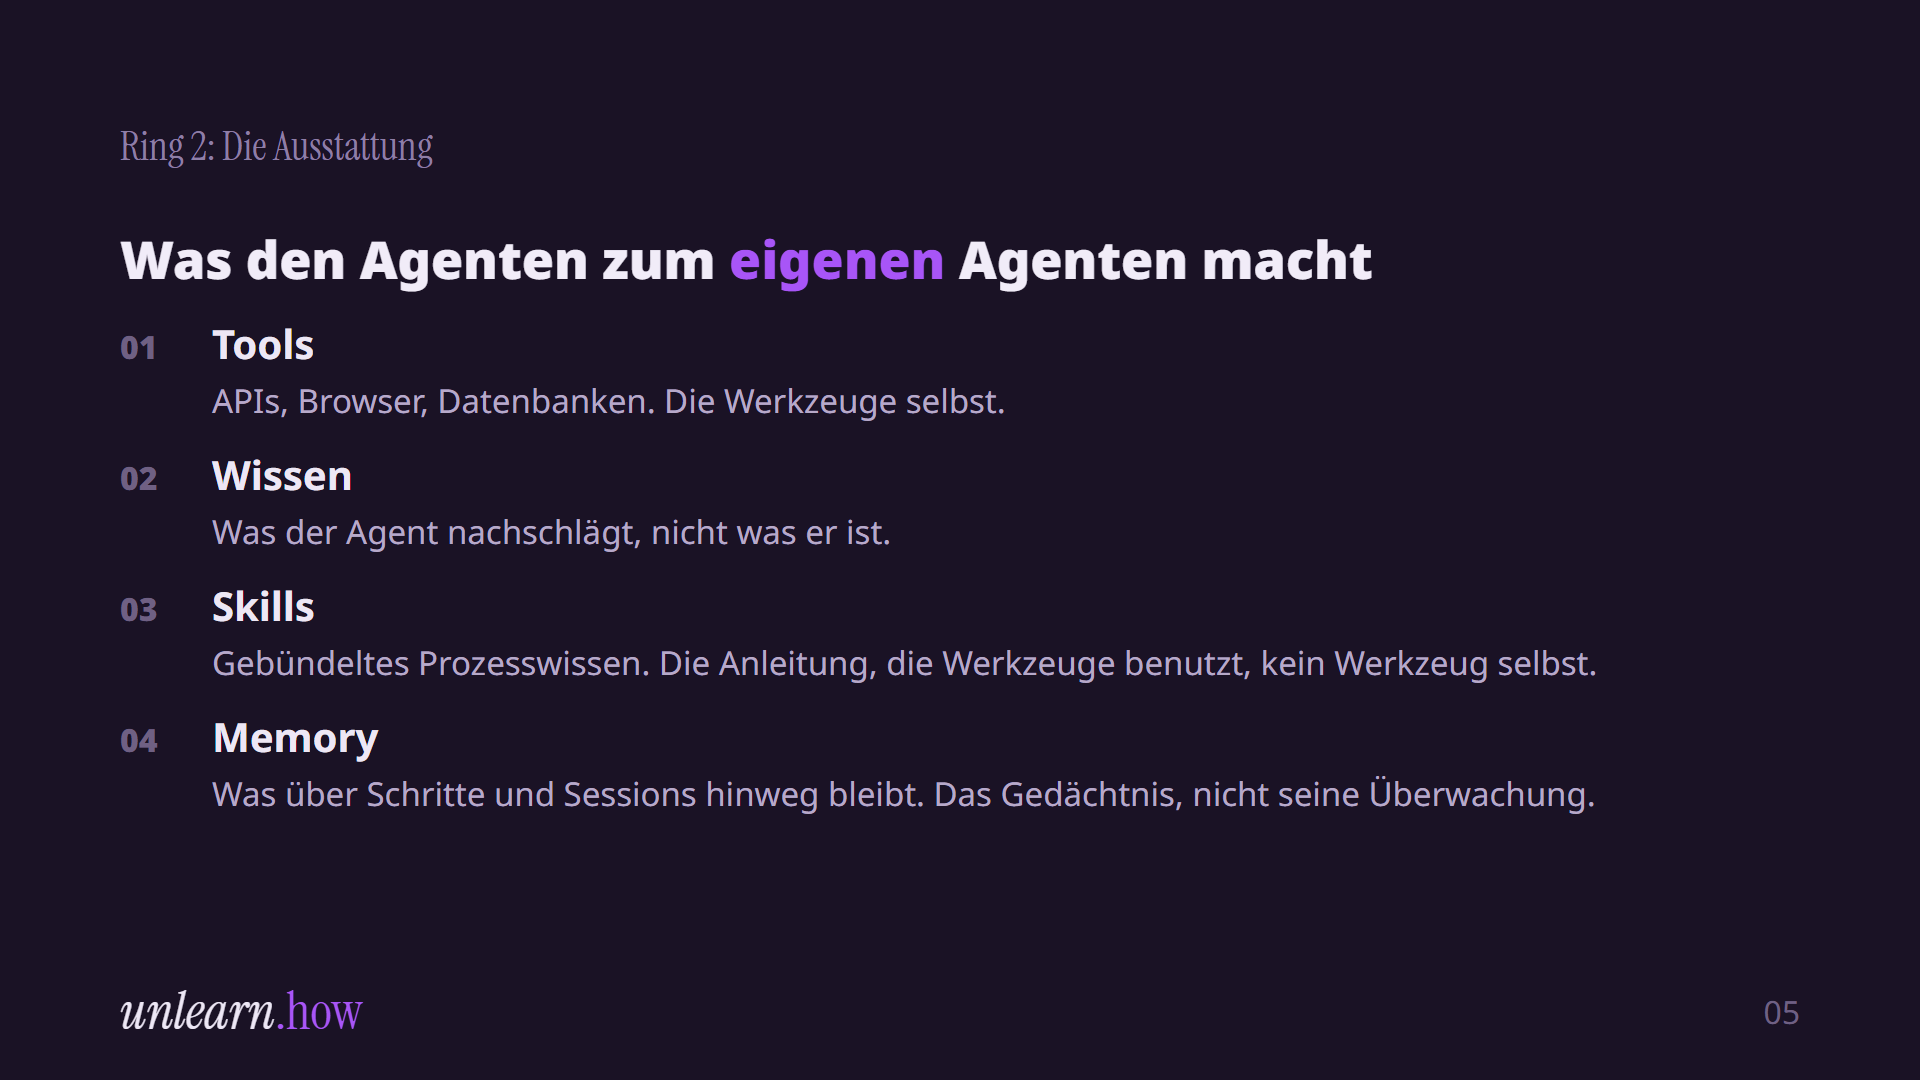 Ring 2: Die Ausstattung
Was den Agenten zum eigenen Agenten macht
01 Tools
APIs, Browser, Datenbanken. Die Werkzeuge selbst.
02 Wissen
Was der Agent nachschlägt, nicht was er ist.
03 Skills
Gebündeltes Prozesswissen. Die Anleitung, die Werkzeuge benutzt, kein Werkzeug selbst.
04 Memory
Was über Schritte und Sessions hinweg bleibt. Das Gedächtnis, nicht seine Überwachung.
unlearn.how
05